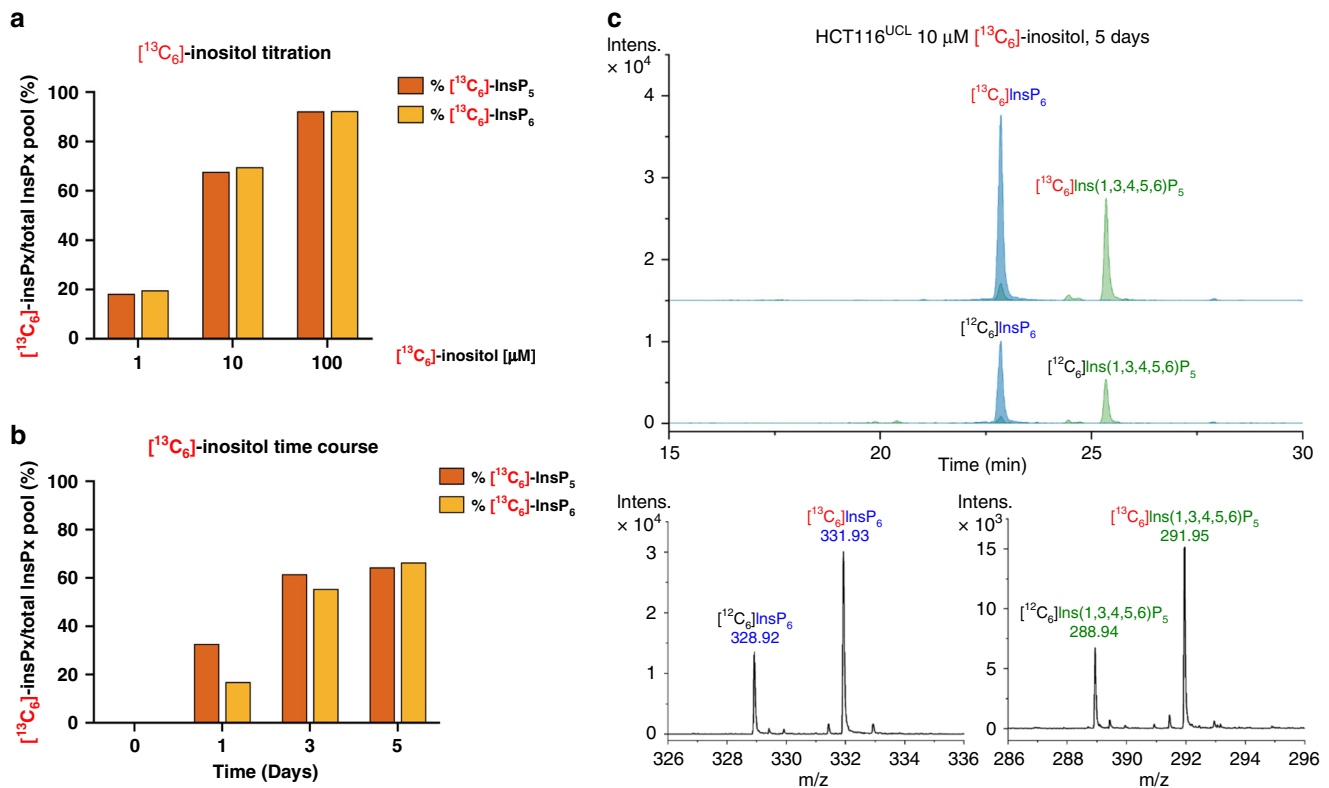 a
[¹³C₆]-inositol titration
[¹³C₆]-insPx/total InsPx pool (%)
100
80
60
40
20
0
1 10 100
[¹³C₆]-inositol [µM]
% [¹³C₆]-InsP₅
% [¹³C₆]-InsP₆
b
[¹³C₆]-inositol time course
[¹³C₆]-insPx/total InsPx pool (%)
100
80
60
40
20
0
0 1 3 5
Time (Days)
% [¹³C₆]-InsP₅
% [¹³C₆]-InsP₆
c
HCT116ᵁᶜᴸ 10 µM [¹³C₆]-inositol, 5 days
Intens.
× 10⁴
4
3
2
1
0
[¹³C₆]InsP₆
[¹³C₆]Ins(1,3,4,5,6)P₅
[¹²C₆]InsP₆
[¹²C₆]Ins(1,3,4,5,6)P₅
15 20 25 30
Time (min)
Intens.
× 10⁴
4
3
2
1
0
[¹³C₆]InsP₆
331.93
[¹²C₆]InsP₆
328.92
326 328 330 332 334 336
m/z
Intens.
× 10³
15
10
5
0
[¹³C₆]Ins(1,3,4,5,6)P₅
291.95
[¹²C₆]Ins(1,3,4,5,6)P₅
288.94
286 288 390 292 294 296
m/z